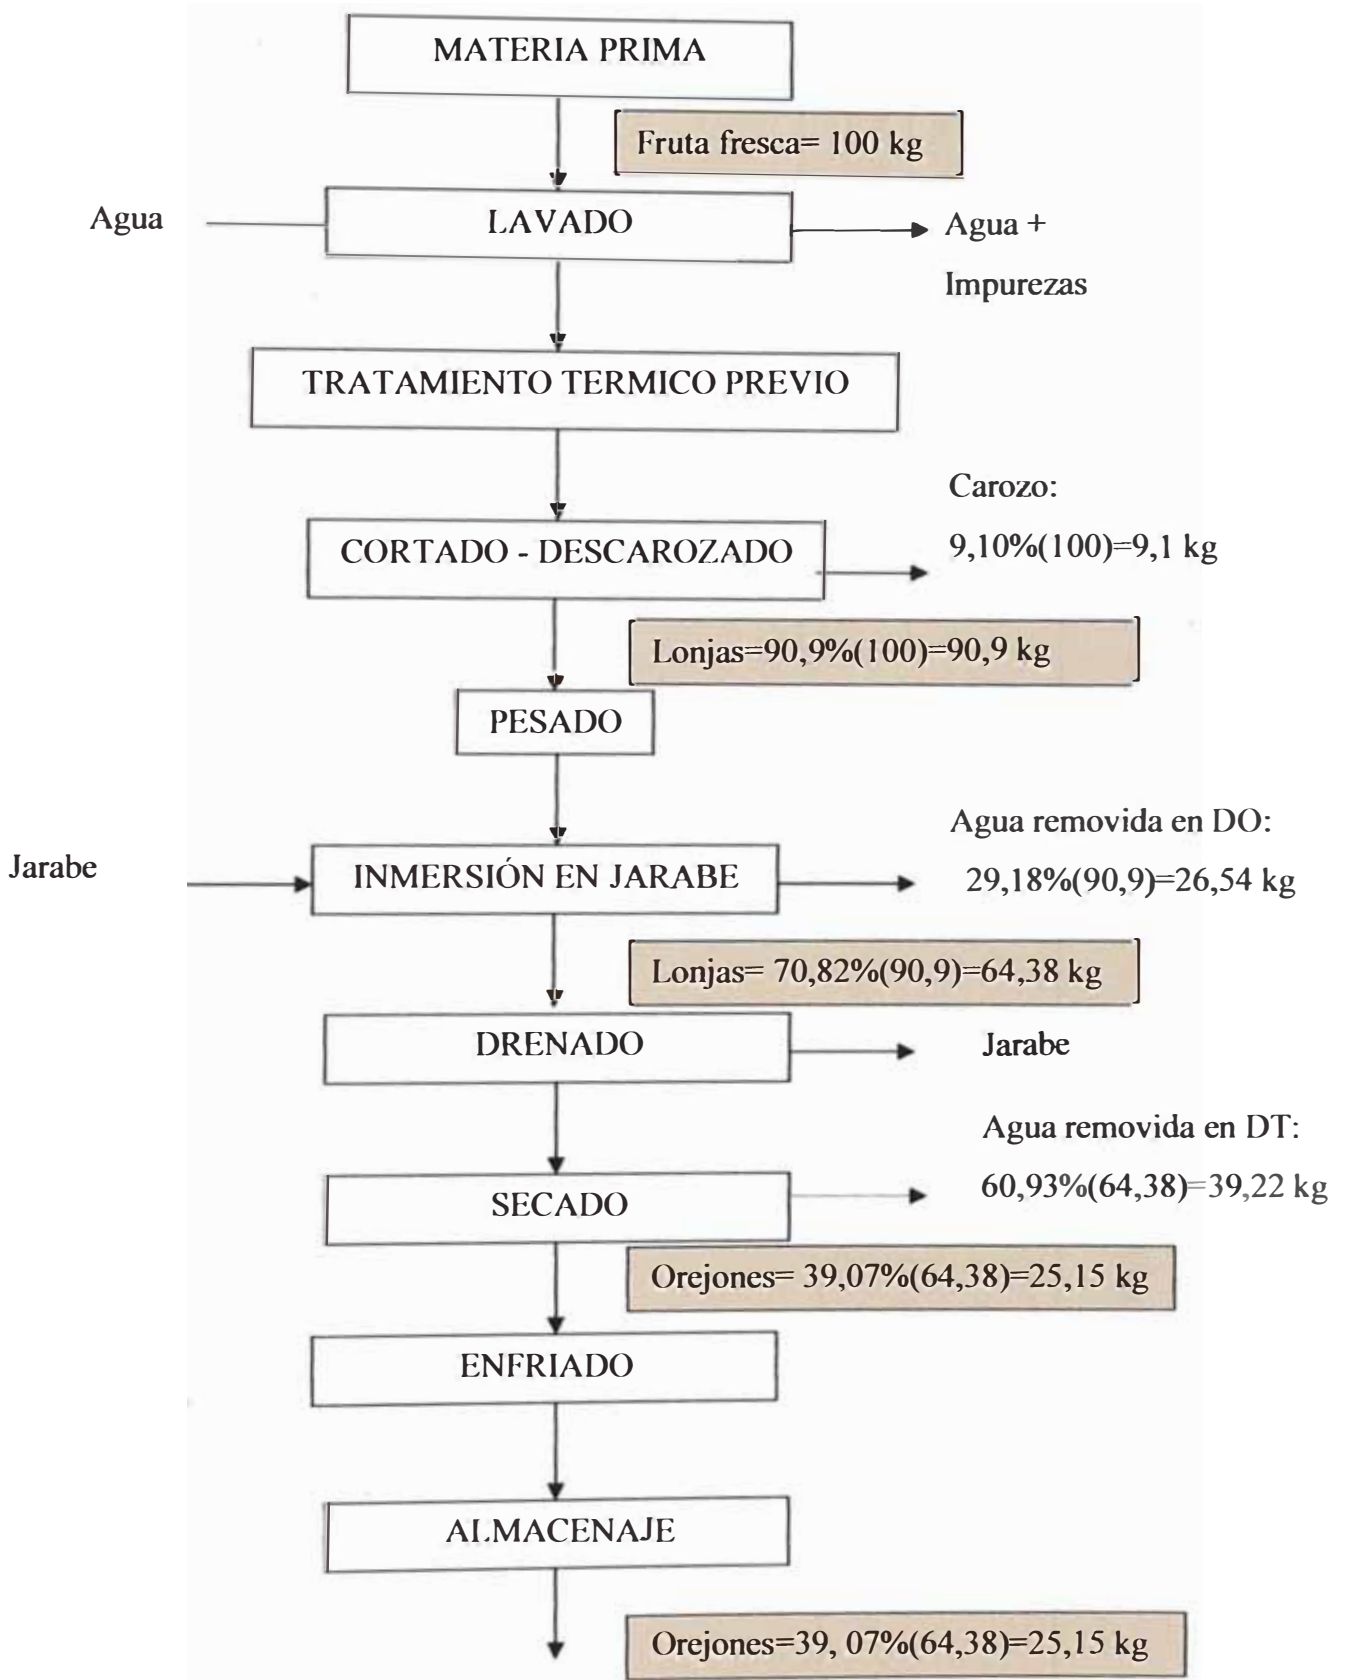 MATERIA PRIMA
Fruta fresca= 100 kg
Agua
LAVADO
Agua +
Impurezas
TRATAMIENTO TERMICO PREVIO
Carozo:
CORTADO - DESCAROZADO
9,10%(100)=9,1 kg
Lonjas=90,9%(100)=90,9 kg
PESADO
Agua removida en DO:
Jarabe
INMERSIÓN EN JARABE
29,18%(90,9)=26,54 kg
Lonjas= 70,82%(90,9)=64,38 kg
DRENADO
Jarabe
Agua removida en DT:
SECADO
60,93%(64,38)=39,22 kg
Orejones= 39,07%(64,38)=25,15 kg
ENFRIADO
ALMACENAJE
Orejones=39, 07%(64,38)=25,15 kg